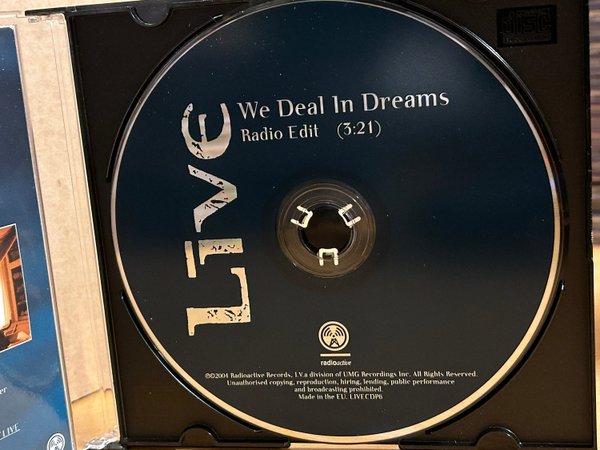 LĪVE
We Deal In Dreams
Radio Edit (3:21)
radioactive
℗©2004 Radioactive Records, J.V.a division of UMG Recordings Inc. All Rights Reserved.
Unauthorised copying, reproduction, hiring, lending, public performance
and broadcasting prohibited.
Made in the EU. LIVECDP6
LIVE